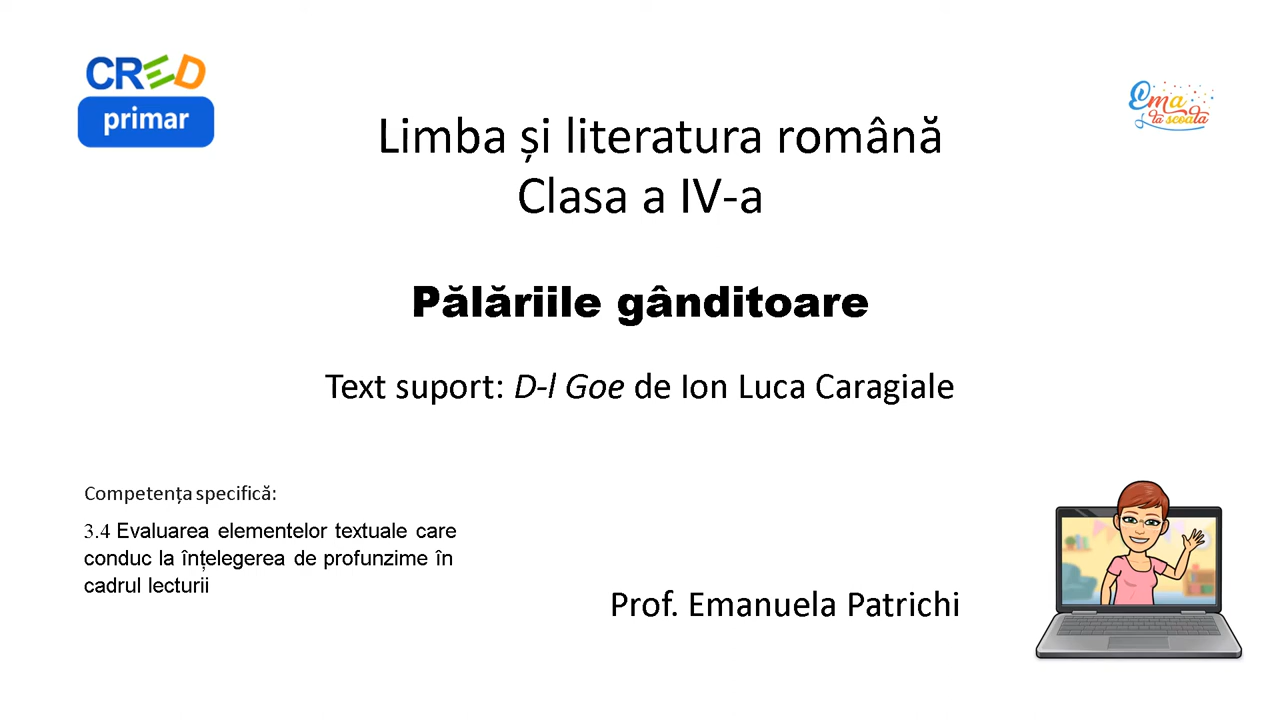 CRED
primar
Ema
la scoala
Limba și literatura română
Clasa a IV-a
Pălăriile gânditoare
Text suport: D-l Goe de Ion Luca Caragiale
Competența specifică:
3.4 Evaluarea elementelor textuale care
conduc la înțelegerea de profunzime în
cadrul lecturii
Prof. Emanuela Patrichi